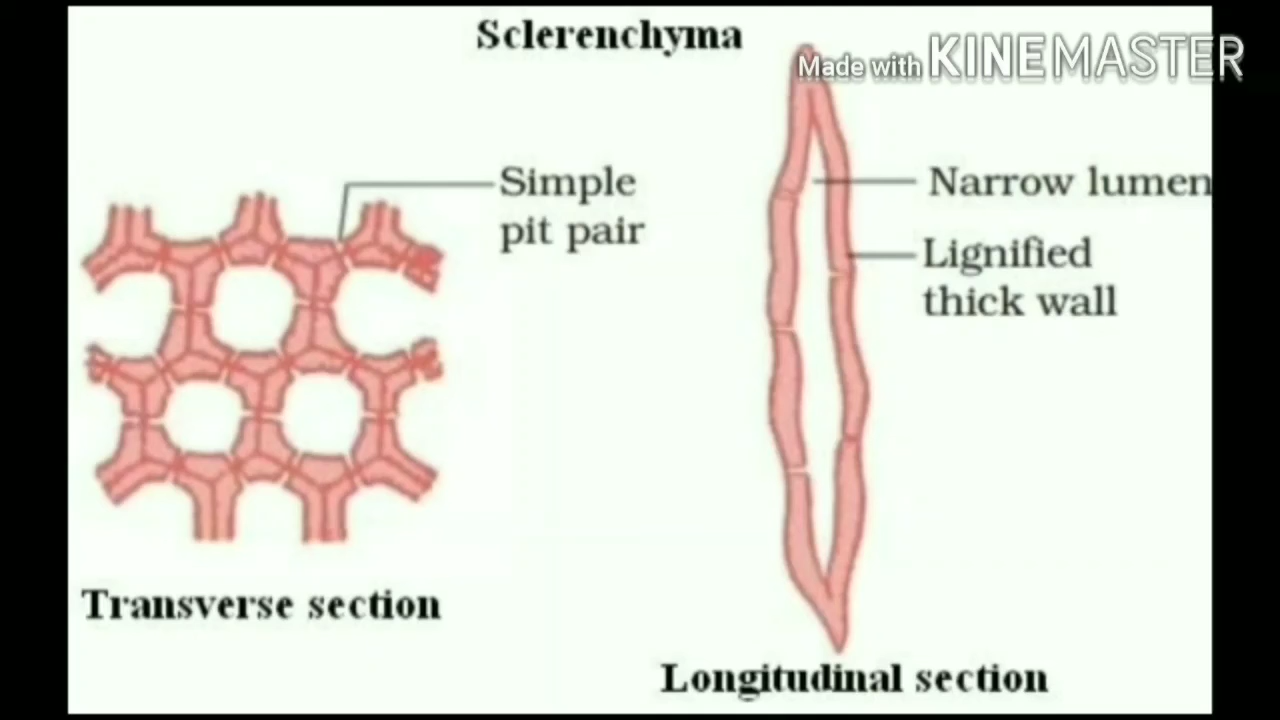 Sclerenchyma
Made with KINEMASTER
Simple
pit pair
Narrow lumen
Lignified
thick wall
Transverse section
Longitudinal section